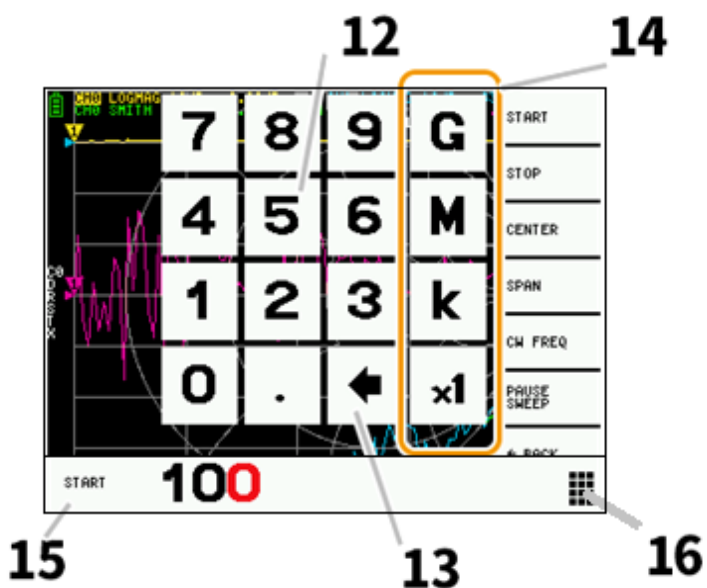 12
14
CH0 LOGMAG
CH0 SMITH
1
7 8 9 G
START
STOP
4 5 6 M
CENTER
1 2 3 k
SPAN
CW FREQ
0 . ← x1
PAUSE
SWEEP
BACK
START 100
15
13
16